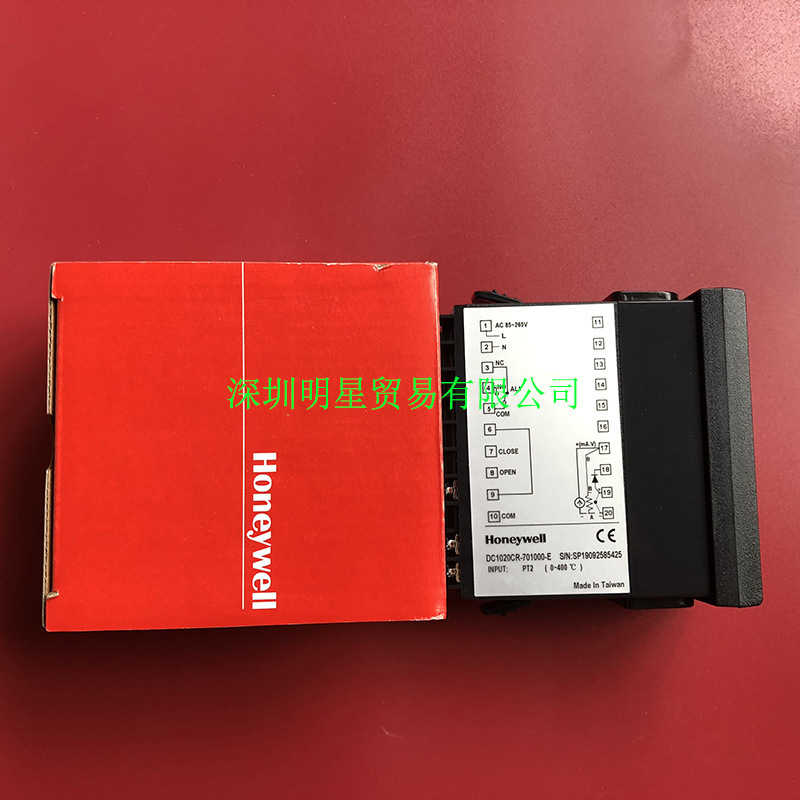 深圳明星贸易有限公司
Honeywell
1 AC 85~265V
L
2 N
3 NC
4
5 COM
6
7 CLOSE
8 OPEN
9
10 COM
11
12
13
14
15
16
+(mA.V) 17
B
18
B 19
- - A 20
Honeywell CE
DC1020CR-701000-E S/N:SP19092585425
INPUT: PT2 ( 0~400 ℃ )
Made In Taiwan